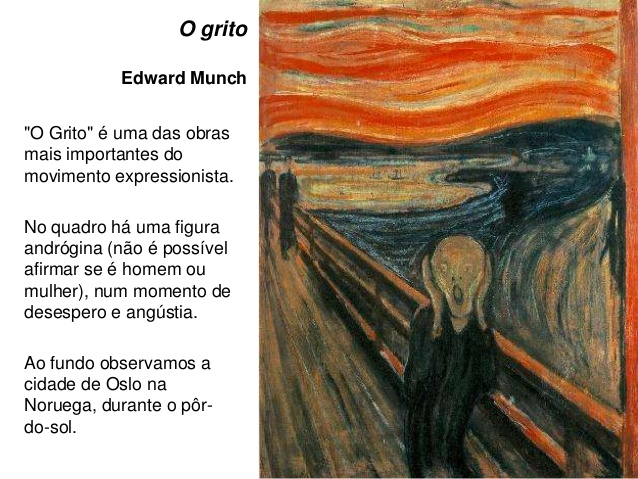 O grito
Edward Munch
"O Grito" é uma das obras
mais importantes do
movimento expressionista.
No quadro há uma figura
andrógina (não é possível
afirmar se é homem ou
mulher), num momento de
desespero e angústia.
Ao fundo observamos a
cidade de Oslo na
Noruega, durante o pôr-
do-sol.